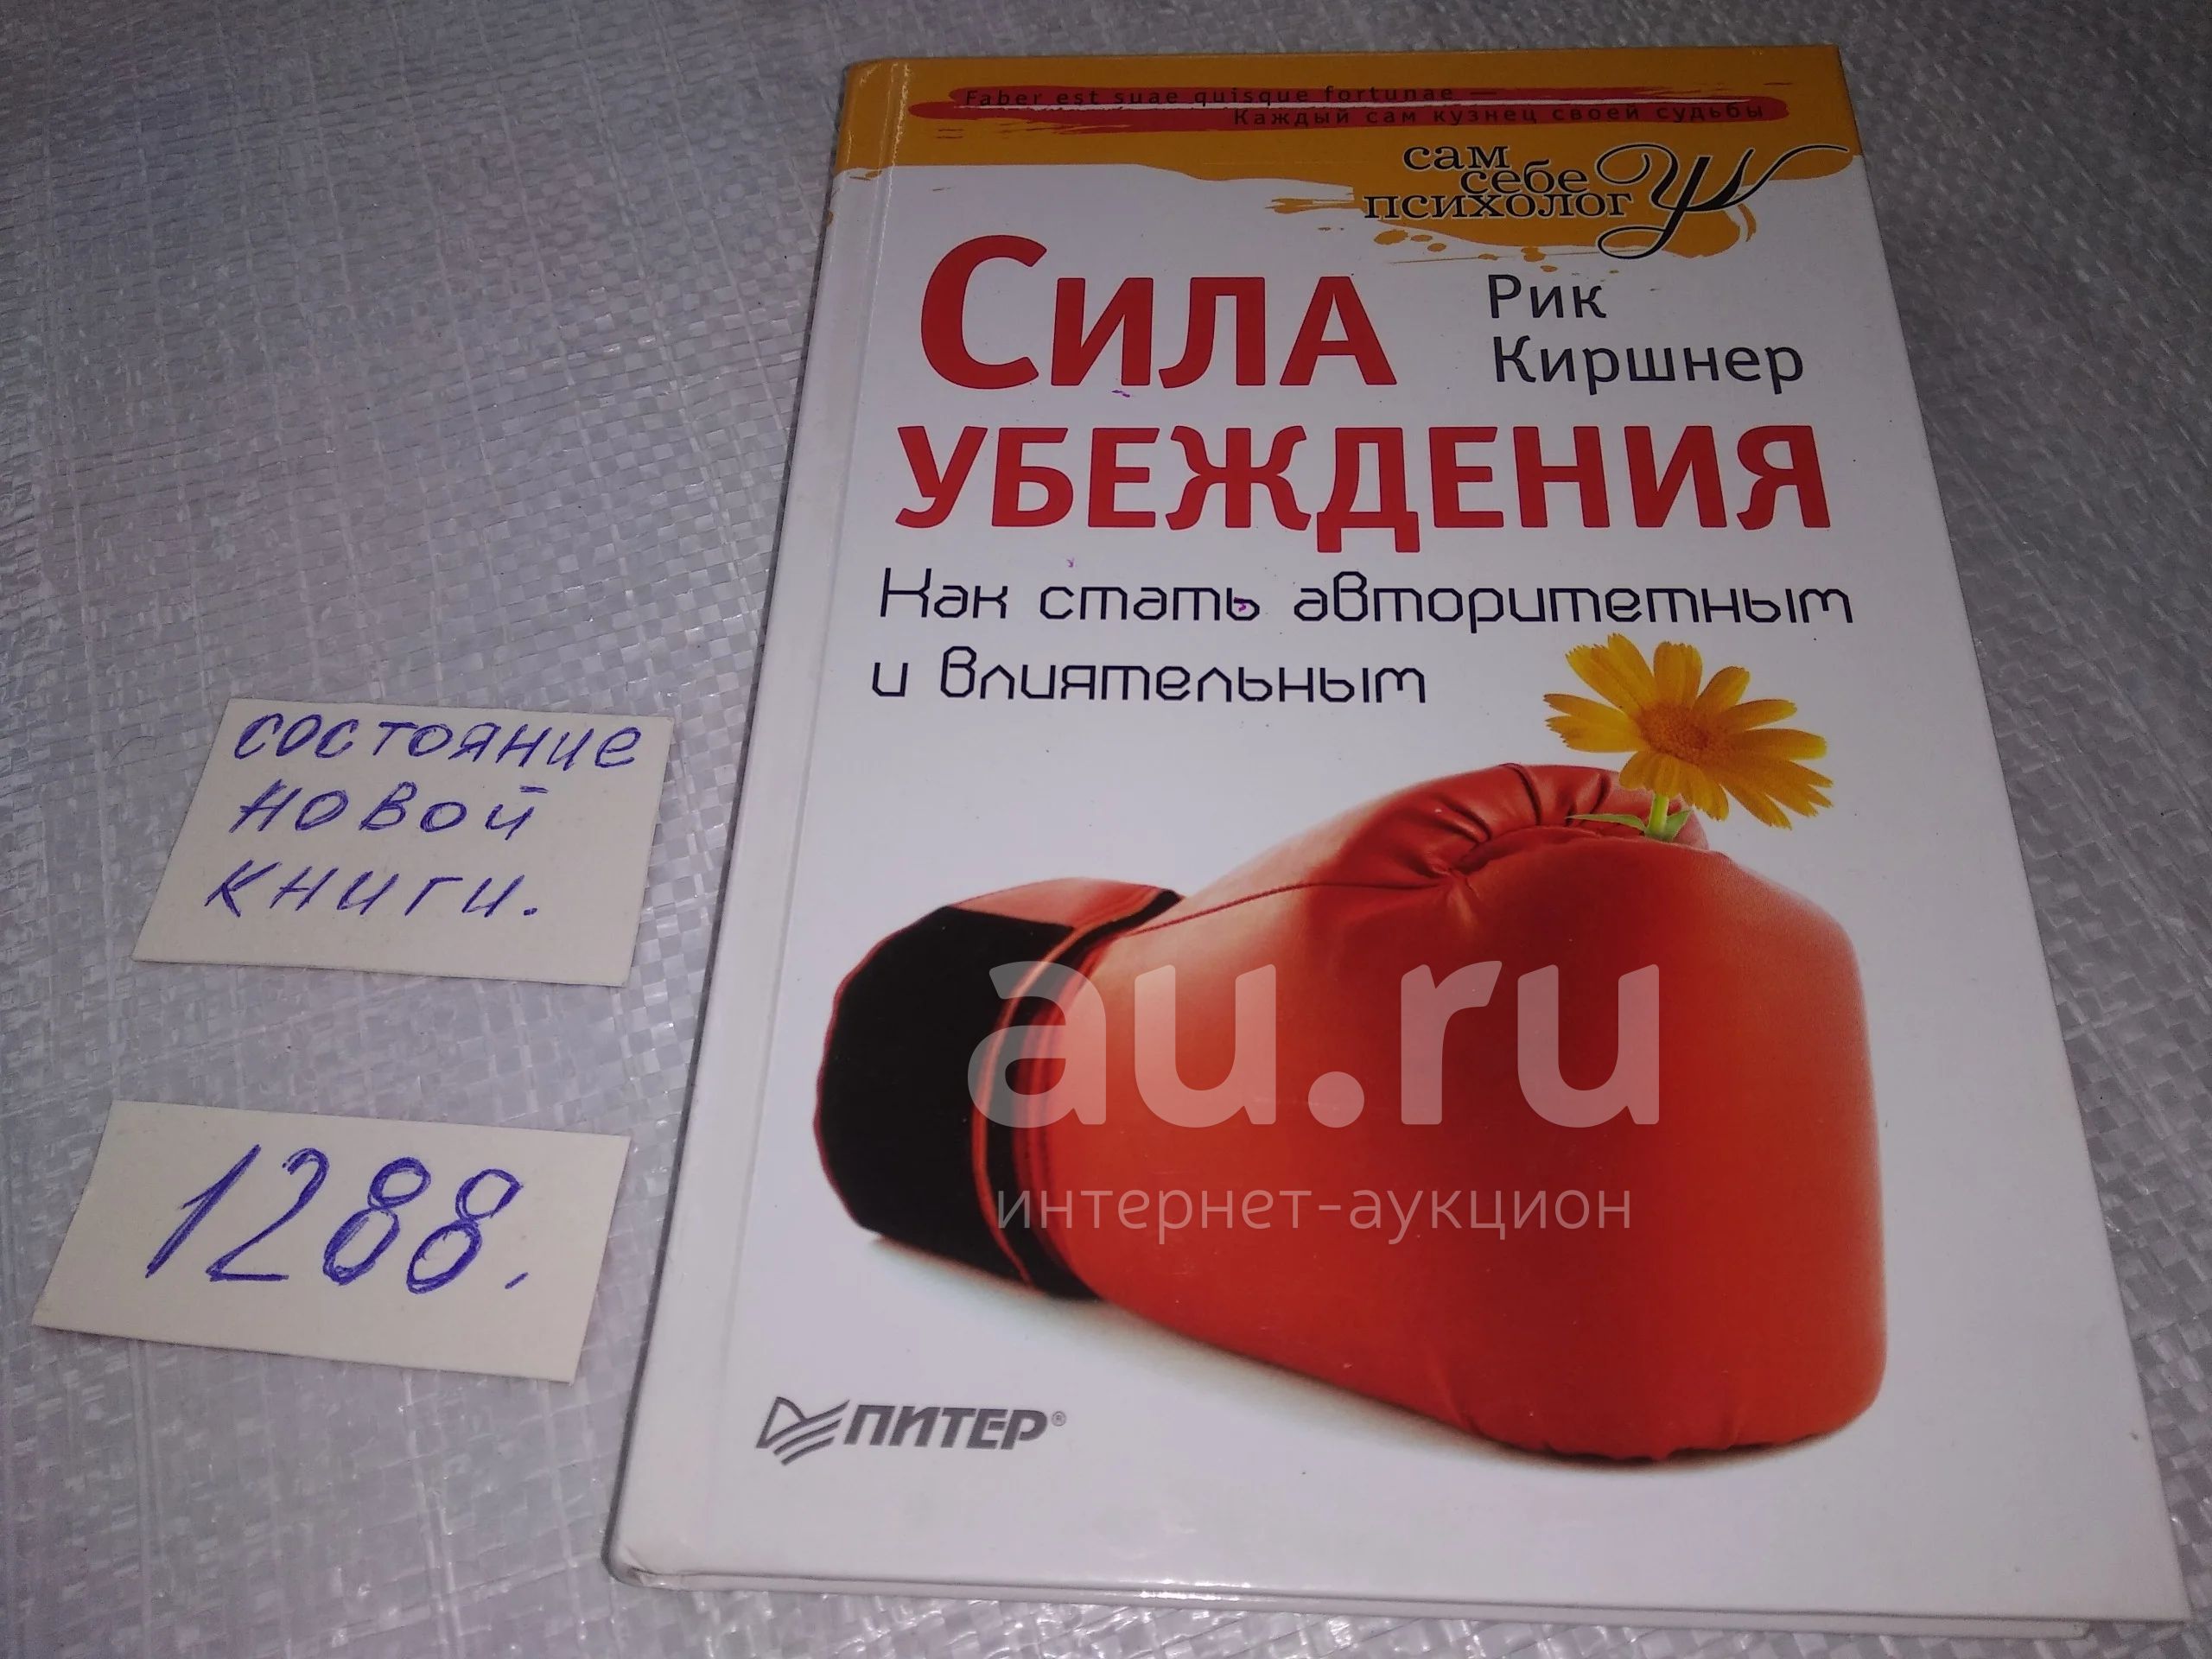 Faber est suae quisque fortunae —
Каждый сам кузнец своей судьбы
сам
себе
психолог
Сила
Рик
Киршнер
убеждения
Как стать авторитетным
и влиятельным
состояние
новой
книги.
1288.
au.ru
интернет-аукцион
ПИТЕР®